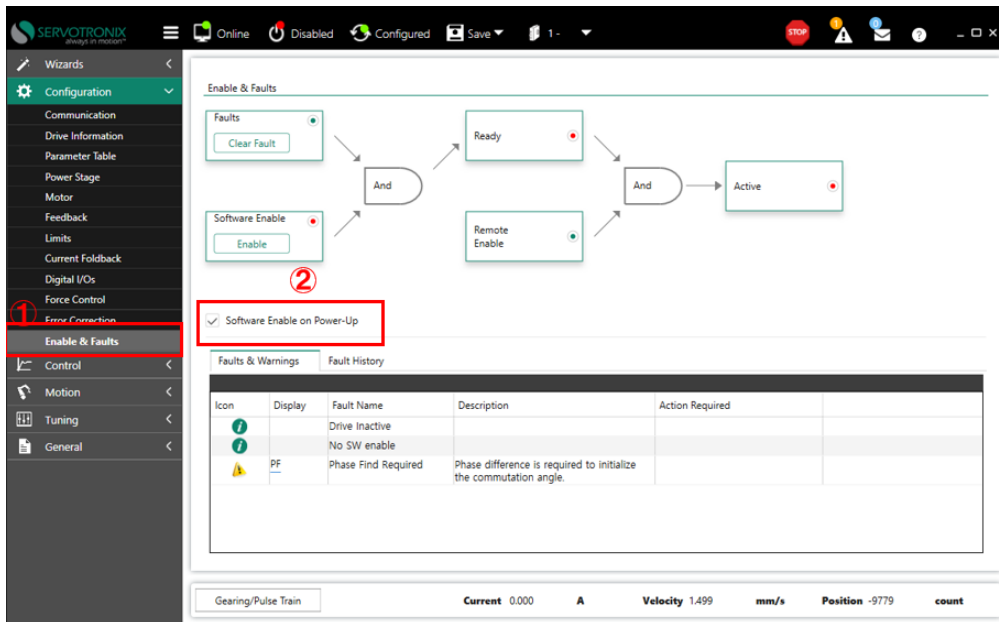 SERVOTRONIX
always in motion™
Online
Disabled
Configured
Save
1 -
STOP
1
0
?
Wizards
Configuration
Communication
Drive Information
Parameter Table
Power Stage
Motor
Feedback
Limits
Current Foldback
Digital I/Os
Force Control
Error Correction
Enable & Faults
Control
Motion
Tuning
General
①
Enable & Faults
Faults
Clear Fault
And
Ready
Software Enable
Enable
Remote
Enable
And
Active
②
Software Enable on Power-Up
Faults & Warnings Fault History
Icon Display Fault Name Description Action Required
i Drive Inactive
i No SW enable
PF Phase Find Required Phase difference is required to initialize
the commutation angle.
Gearing/Pulse Train Current 0.000 A Velocity 1.499 mm/s Position -9779 count